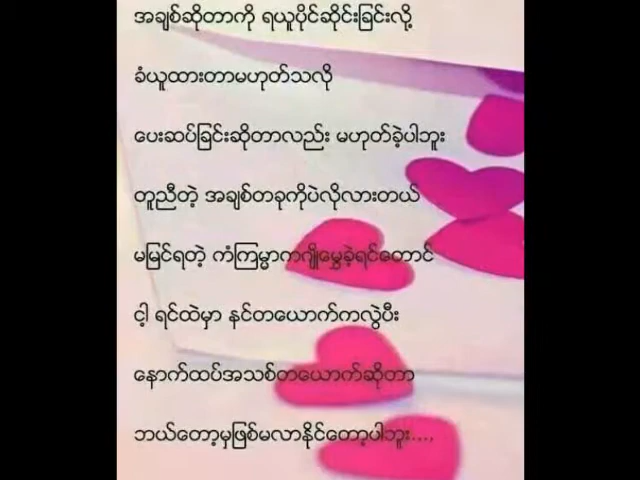 အချစ်ဆိုတာကို ရယူပိုင်ဆိုင်ခြင်းလို့
ခံယူထားတာမဟုတ်သလို
ပေးဆပ်ခြင်းဆိုတာလည်း မဟုတ်ခဲ့ပါဘူး
တူညီတဲ့ အချစ်တခုကိုပဲလိုလားတယ်
မမြင်ရတဲ့ ကံကြမ္မာကဂျိုမွှေခဲ့ရင်တောင်
ငါ့ ရင်ထဲမှာ နင်တယောက်ကလွဲပီး
နောက်ထပ်အသစ်တယောက်ဆိုတာ
ဘယ်တော့မှဖြစ်မလာနိုင်တော့ပါဘူး....